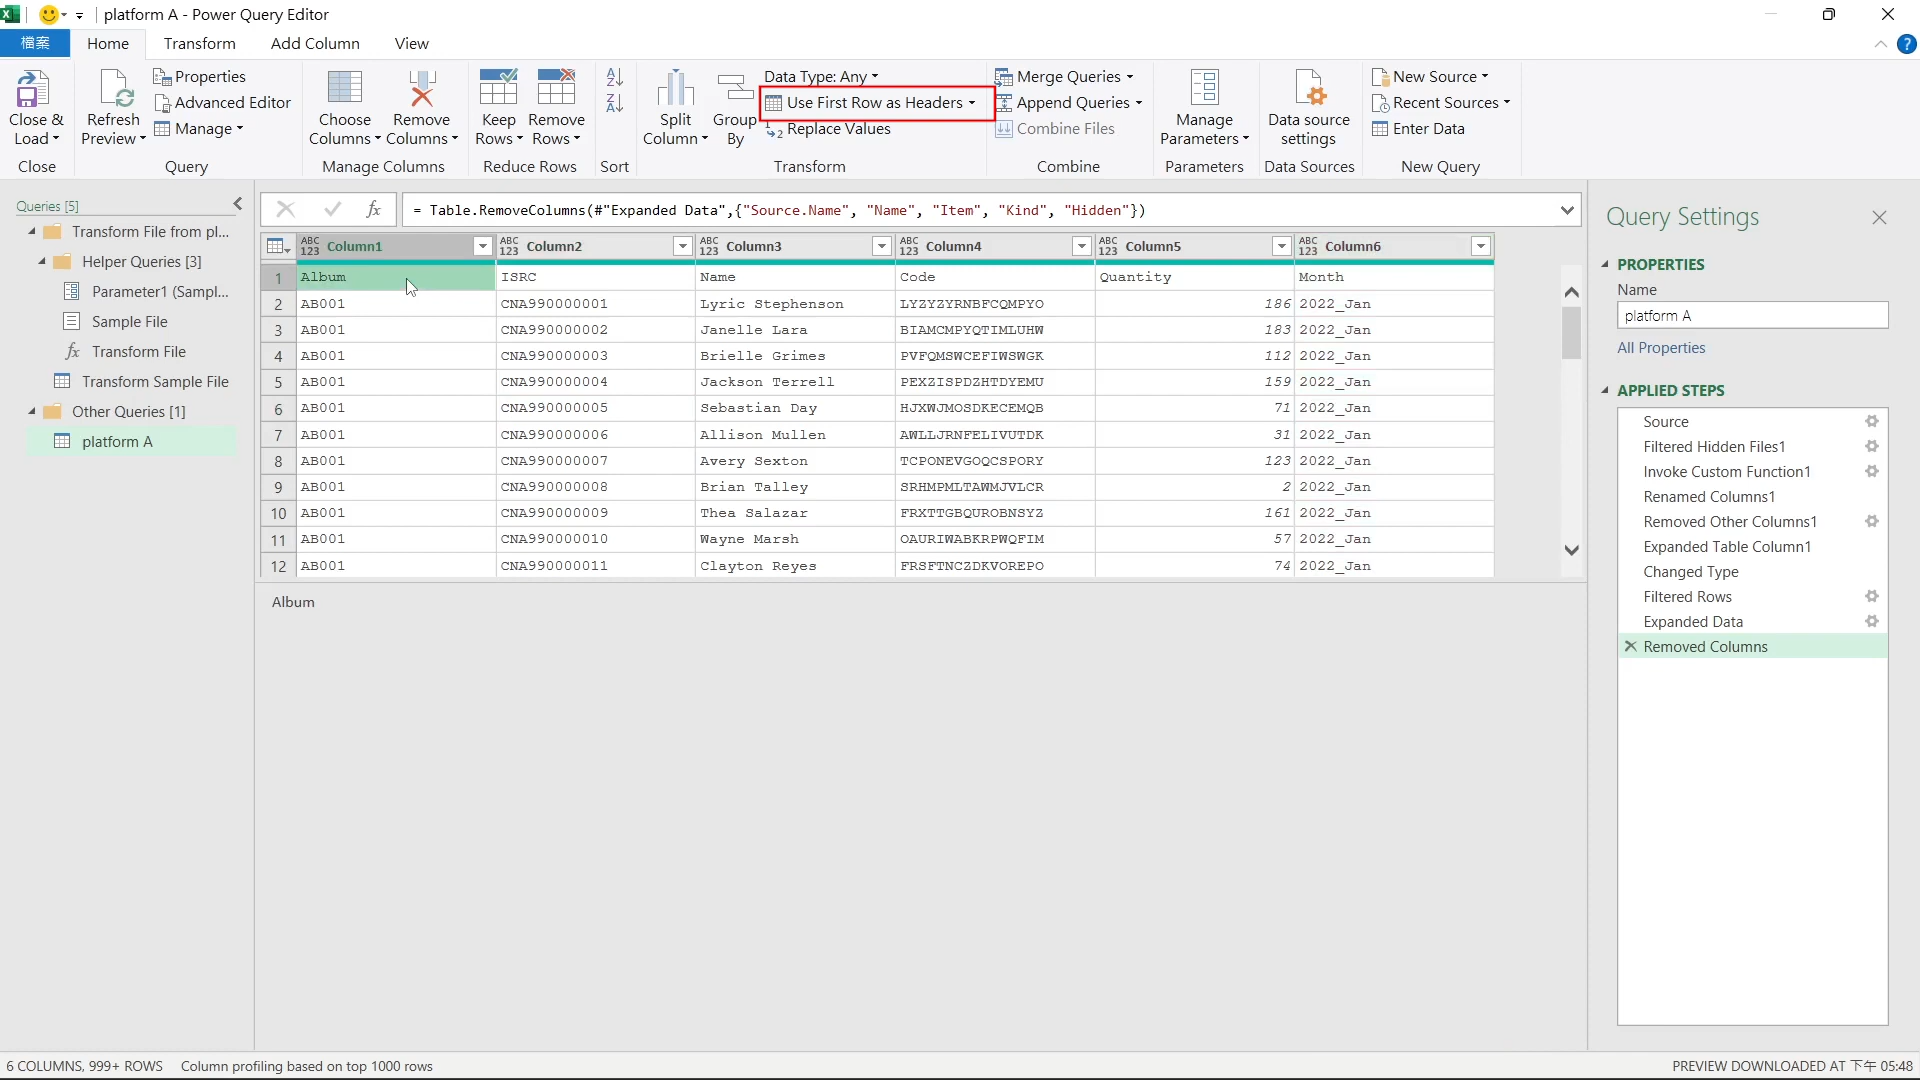 platform A - Power Query Editor
檔案 Home Transform Add Column View
Close & Load
Close
Refresh Preview
Properties
Advanced Editor
Manage
Query
Choose Columns
Remove Columns
Manage Columns
Keep Rows
Remove Rows
Reduce Rows
Sort
Split Column
Group By
Data Type: Any
Use First Row as Headers
Replace Values
Transform
Merge Queries
Append Queries
Combine Files
Combine
Manage Parameters
Parameters
Data source settings
Data Sources
New Source
Recent Sources
Enter Data
New Query
Queries [5]
Transform File from pl...
Helper Queries [3]
Parameter1 (Sampl...
Sample File
Transform File
Transform Sample File
Other Queries [1]
platform A
= Table.RemoveColumns(#"Expanded Data",{"Source.Name", "Name", "Item", "Kind", "Hidden"})
ABC 123 Column1 ABC 123 Column2 ABC 123 Column3 ABC 123 Column4 ABC 123 Column5 ABC 123 Column6
1 Album ISRC Name Code Quantity Month
2 AB001 CNA990000001 Lyric Stephenson LYZYZYRNBFCQMPYO 186 2022_Jan
3 AB001 CNA990000002 Janelle Lara BIAMCMPYQTIMLUHW 183 2022_Jan
4 AB001 CNA990000003 Brielle Grimes PVFQMSWCEFIWSWGK 112 2022_Jan
5 AB001 CNA990000004 Jackson Terrell PEXZISPDZHTDYEMU 159 2022_Jan
6 AB001 CNA990000005 Sebastian Day HJXWJMOSDKECEMQB 71 2022_Jan
7 AB001 CNA990000006 Allison Mullen AWLLJRNFELIVUTDK 31 2022_Jan
8 AB001 CNA990000007 Avery Sexton TCPONEVGOQCSPORY 123 2022_Jan
9 AB001 CNA990000008 Brian Talley SRHMPMLTAWMJVLCR 2 2022_Jan
10 AB001 CNA990000009 Thea Salazar FRXTTGBQUROBNSYZ 161 2022_Jan
11 AB001 CNA990000010 Wayne Marsh OAURIWABKRPWQFIM 57 2022_Jan
12 AB001 CNA990000011 Clayton Reyes FRSFTNCZDKVOREPO 74 2022_Jan
Album
Query Settings
PROPERTIES
Name
platform A
All Properties
APPLIED STEPS
Source
Filtered Hidden Files1
Invoke Custom Function1
Renamed Columns1
Removed Other Columns1
Expanded Table Column1
Changed Type
Filtered Rows
Expanded Data
Removed Columns
6 COLUMNS, 999+ ROWS Column profiling based on top 1000 rows
PREVIEW DOWNLOADED AT 下午 05:48